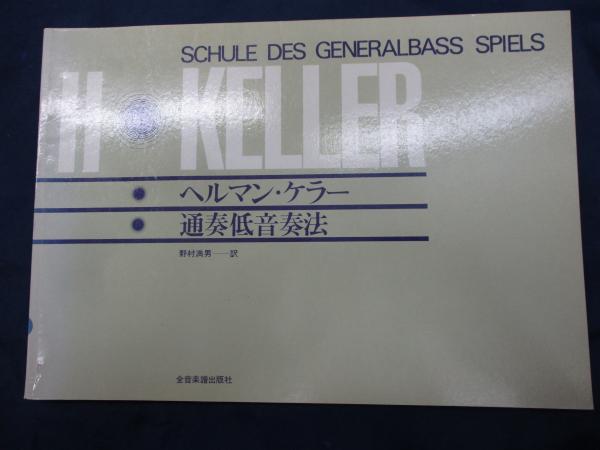 SCHULE DES GENERALBASS SPIELS
H • KELLER
ヘルマン・ケラー
通奏低音奏法
野村満男——訳
全音楽譜出版社